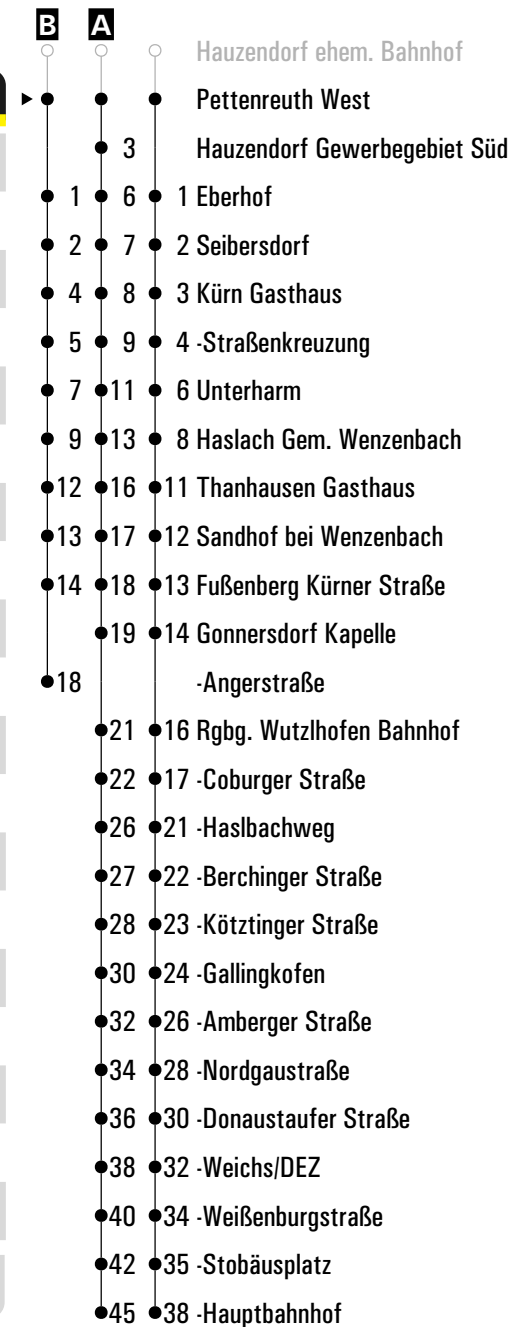 B A
Hauzendorf ehem. Bahnhof
Pettenreuth West
3 Hauzendorf Gewerbegebiet Süd
1 6 1 Eberhof
2 7 2 Seibersdorf
4 8 3 Kürn Gasthaus
5 9 4 -Straßenkreuzung
7 11 6 Unterharm
9 13 8 Haslach Gem. Wenzenbach
12 16 11 Thanhausen Gasthaus
13 17 12 Sandhof bei Wenzenbach
14 18 13 Fußenberg Kürner Straße
19 14 Gonnersdorf Kapelle
18 -Angerstraße
21 16 Rgbg. Wutzlhofen Bahnhof
22 17 -Coburger Straße
26 21 -Haslbachweg
27 22 -Berchinger Straße
28 23 -Kötztinger Straße
30 24 -Gallingkofen
32 26 -Amberger Straße
34 28 -Nordgaustraße
36 30 -Donaustaufer Straße
38 32 -Weichs/DEZ
40 34 -Weißenburgstraße
42 35 -Stobäusplatz
45 38 -Hauptbahnhof